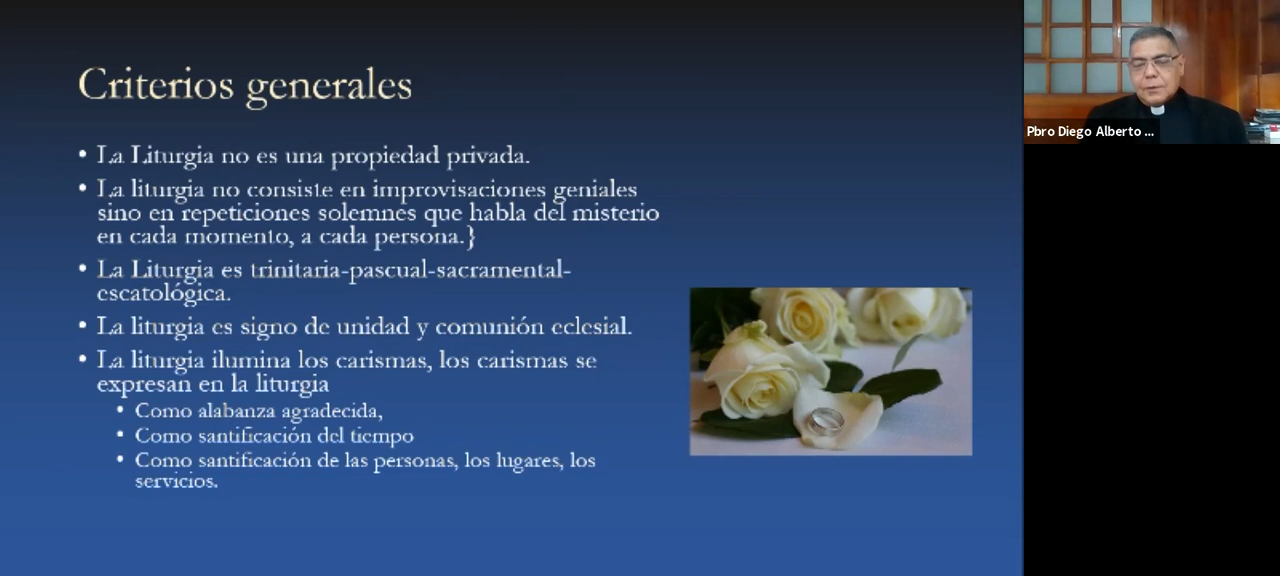 Criterios generales
• La Liturgia no es una propiedad privada.
• La liturgia no consiste en improvisaciones geniales
sino en repeticiones solemnes que habla del misterio
en cada momento, a cada persona.}
• La Liturgia es trinitaria-pascual-sacramental-
escatológica.
• La liturgia es signo de unidad y comunión eclesial.
• La liturgia ilumina los carismas, los carismas se
expresan en la liturgia
• Como alabanza agradecida,
• Como santificación del tiempo
• Como santificación de las personas, los lugares, los
servicios.
Pbro Diego Alberto ...